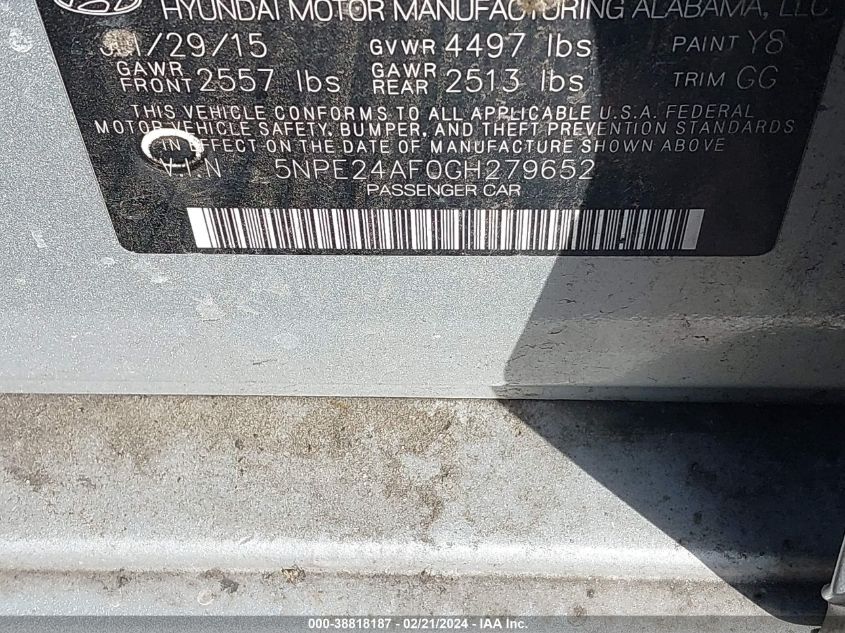 HYUNDAI MOTOR MANUFACTURING ALABAMA, LLC
JUL/29/15 GVWR 4497 lbs PAINT Y8
GAWR FRONT 2557 lbs GAWR REAR 2513 lbs TRIM GG
THIS VEHICLE CONFORMS TO ALL APPLICABLE U.S.A. FEDERAL
MOTOR VEHICLE SAFETY, BUMPER, AND THEFT PREVENTION STANDARDS
IN EFFECT ON THE DATE OF MANUFACTURE SHOWN ABOVE
V.I.N 5NPE24AF0GH279652
PASSENGER CAR
000-38818187 - 02/21/2024 - IAA Inc.